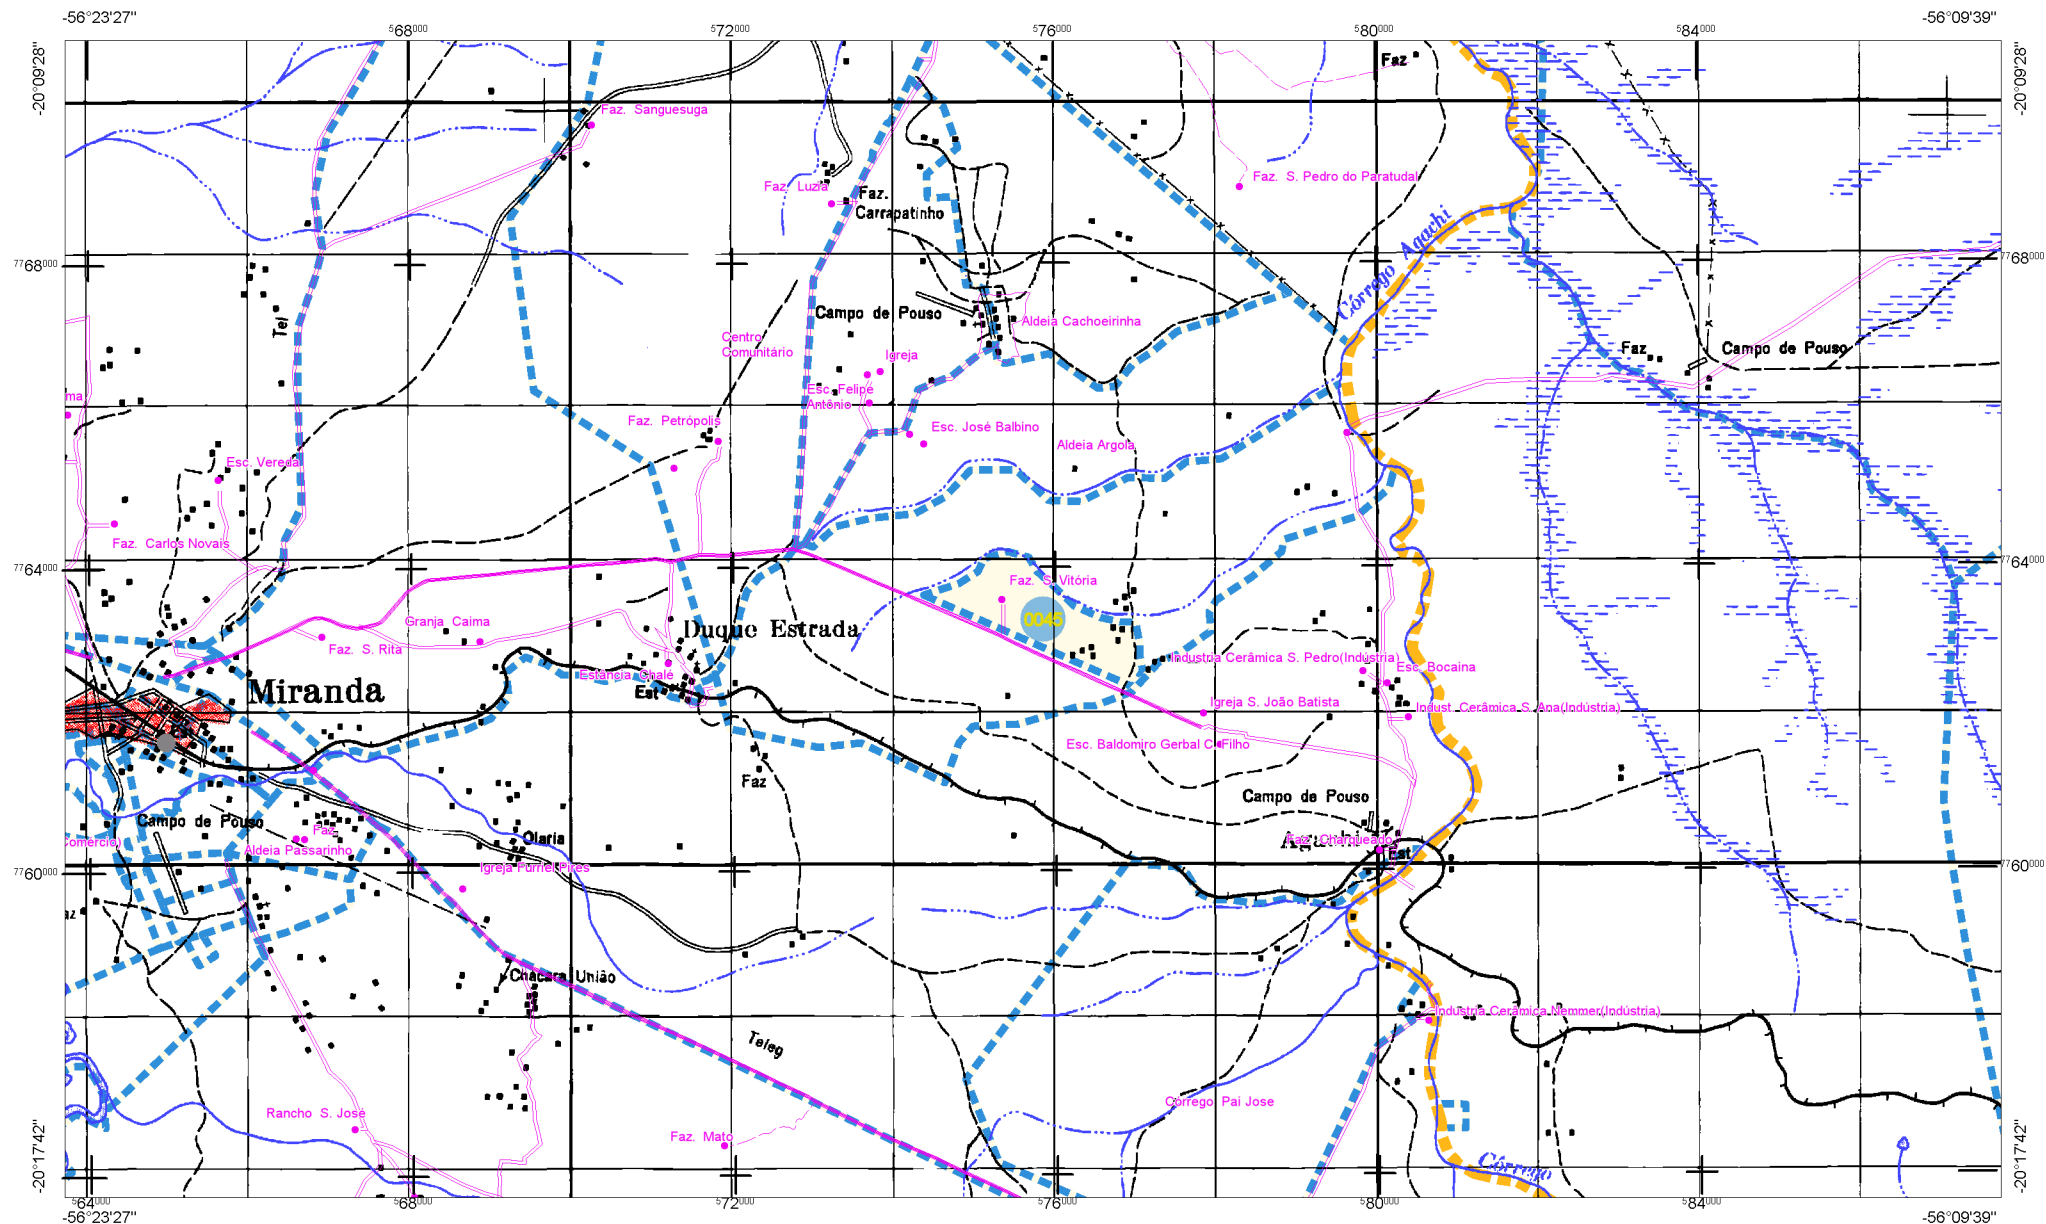 -56°23'27"
-56°09'39"
568000
572000
576000
580000
584000
-20°09'28"
-20°09'28"
Faz
Faz. Sanguesuga
Faz. S. Pedro do Paratudal
Faz. Luzia
Faz.
Carrapatinho
Córrego Agachi
7768000
7768000
Tel
Campo de Pouso
Aldeia Cachoeirinha
Centro
Comunitário
Igreja
Faz
Campo de Pouso
Esc. Felipe
Antônio
ma
Faz. Petrópolis
Esc. José Balbino
Aldeia Argola
Esc. Vereda
Faz. Carlos Novais
7764000
7764000
Faz. S. Vitória
0045
Granja Caima
Duque Estrada
Faz. S. Rita
Industria Cerâmica S. Pedro(Indústria)
Esc. Bocaina
Estância Chalé
Miranda
Est
Igreja S. João Batista
Indust. Cerâmica S. Ana(Indústria)
Esc. Baldomiro Gerbal C. Filho
Faz
Campo de Pouso
Campo de Pouso
Faz.
Olaria
Comércio)
Aldeia Passarinho
Faz. Charqueado
Est
Igreja Furriel Pires
7760000
7760000
az
Chácara União
Industria Cerâmica Nemmer(Indústria)
Teleg
Rancho S. José
Córrego Pai Jose
Faz. Mato
Córrego
-20°17'42"
-20°17'42"
564000
568000
572000
576000
580000
584000
-56°23'27"
-56°09'39"